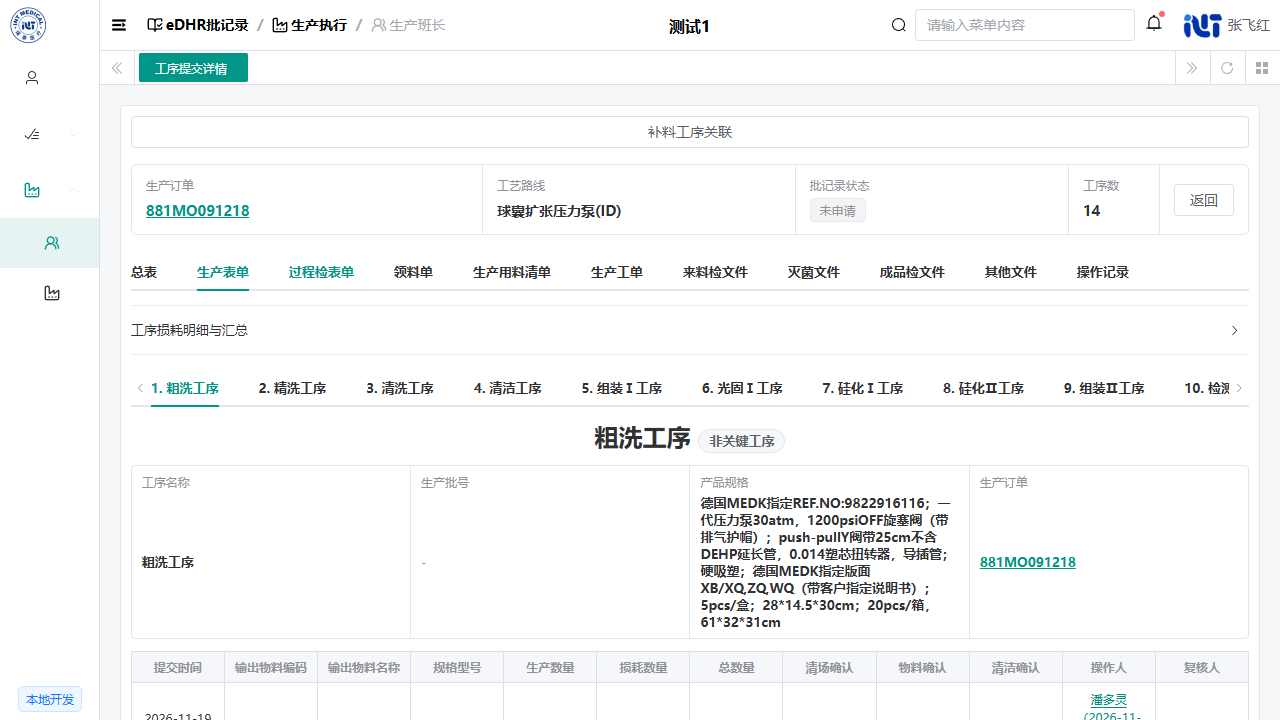 eDHR批记录 / 生产执行 / 生产班长
测试1
请输入菜单内容
张飞红
工序提交详情
补料工序关联
生产订单
881MO091218
工艺路线
球囊扩张压力泵(ID)
批记录状态
未申请
工序数
14
返回
总表 生产表单 过程检表单 领料单 生产用料清单 生产工单 来料检文件 灭菌文件 成品检文件 其他文件 操作记录
工序损耗明细与汇总
1. 粗洗工序 2. 精洗工序 3. 清洗工序 4. 清洁工序 5. 组装Ⅰ工序 6. 光固Ⅰ工序 7. 硅化Ⅰ工序 8. 硅化Ⅱ工序 9. 组装Ⅱ工序 10. 检测
粗洗工序 非关键工序
工序名称
粗洗工序
生产批号
-
产品规格
德国MEDK指定REF.NO:9822916116；一
代压力泵30atm，1200psiOFF旋塞阀（带
排气护帽）；push-pullY阀带25cm不含
DEHP延长管，0.014塑芯扭转器，导插管；
硬吸塑；德国MEDK指定版面
XB/XQ,ZQ,WQ（带客户指定说明书）；
5pcs/盒；28*14.5*30cm；20pcs/箱，
61*32*31cm
生产订单
881MO091218
提交时间 输出物料编码 输出物料名称 规格型号 生产数量 损耗数量 总数量 清场确认 物料确认 清洁确认 操作人 复核人
潘多灵
(2026-11-
2026-11-19
本地开发